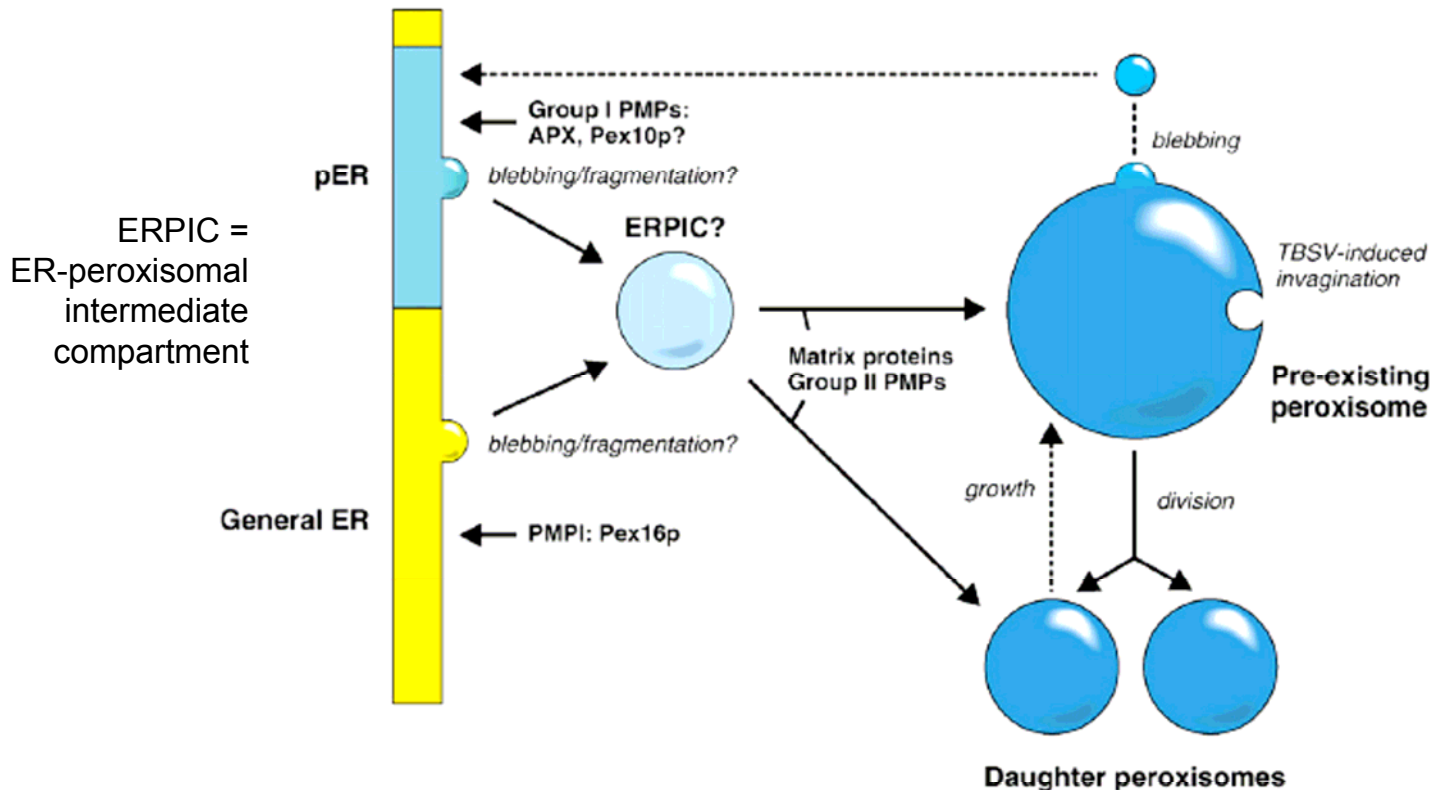 Group I PMPs:
APX, Pex10p?
blebbing
pER
blebbing/fragmentation?
ERPIC =
ER-peroxisomal
intermediate
compartment
ERPIC?
TBSV-induced
invagination
Matrix proteins
Group II PMPs
Pre-existing
peroxisome
blebbing/fragmentation?
growth
division
General ER
PMPI: Pex16p
Daughter peroxisomes